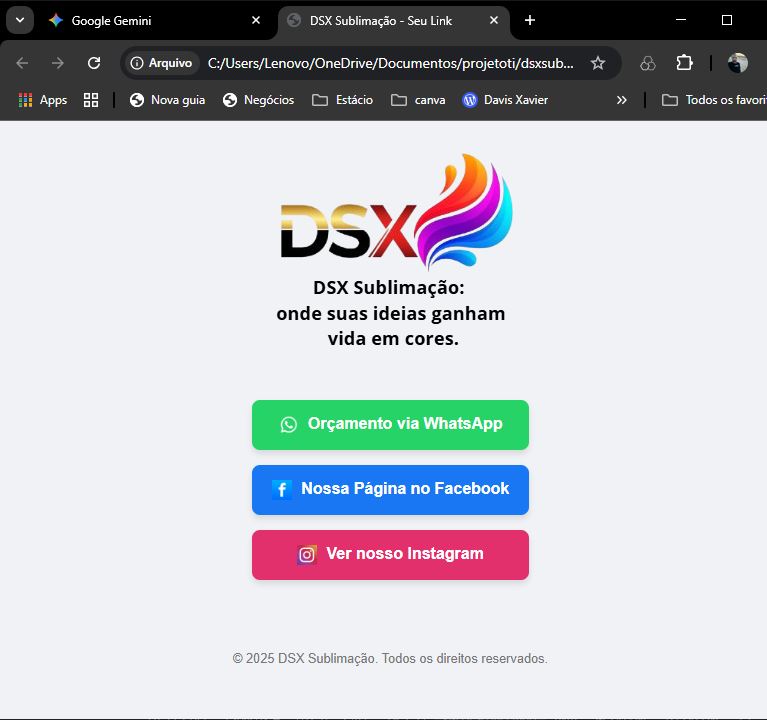 Google Gemini
DSX Sublimação - Seu Link
Arquivo C:/Users/Lenovo/OneDrive/Documentos/projetoti/dsxsub...
Apps Nova guia Negócios Estácio canva Davis Xavier » Todos os favori
DSX
DSX Sublimação:
onde suas ideias ganham
vida em cores.
Orçamento via WhatsApp
f Nossa Página no Facebook
Ver nosso Instagram
© 2025 DSX Sublimação. Todos os direitos reservados.